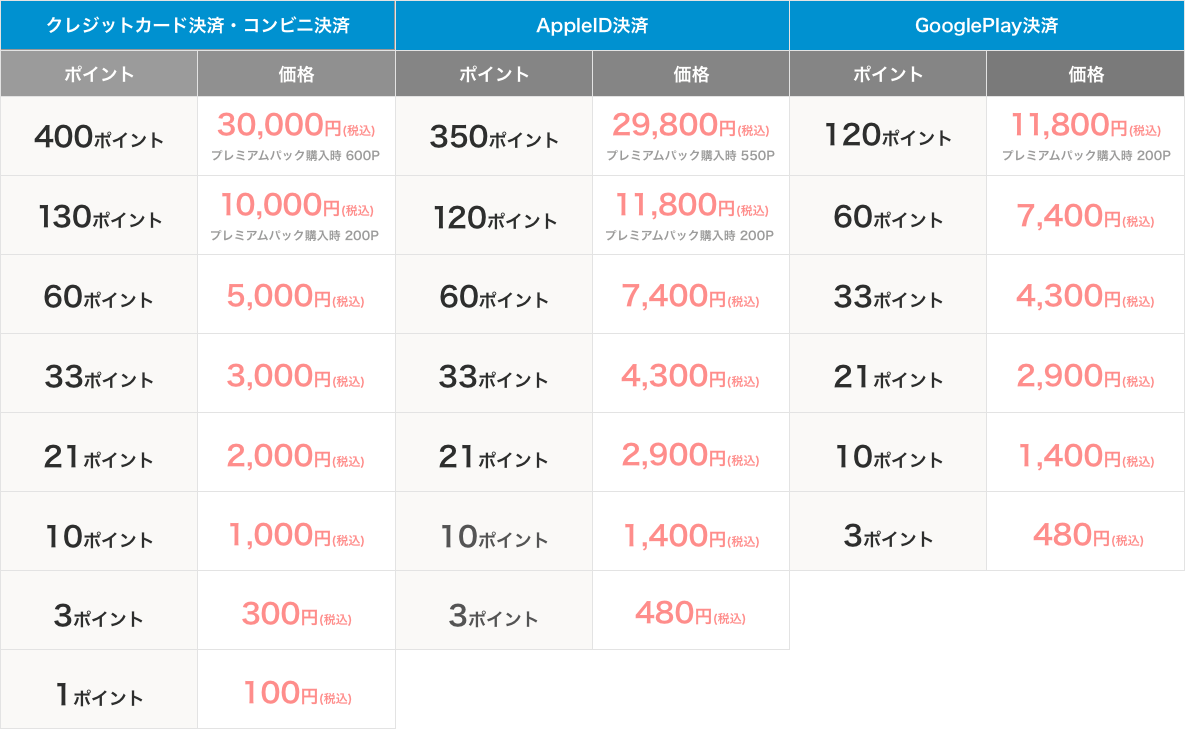 クレジットカード決済・コンビニ決済 AppleID決済 GooglePlay決済
ポイント 価格 ポイント 価格 ポイント 価格
400ポイント 30,000円(税込) 350ポイント 29,800円(税込) 120ポイント 11,800円(税込)
プレミアムパック購入時 600P プレミアムパック購入時 550P プレミアムパック購入時 200P
130ポイント 10,000円(税込) 120ポイント 11,800円(税込) 60ポイント 7,400円(税込)
プレミアムパック購入時 200P プレミアムパック購入時 200P
60ポイント 5,000円(税込) 60ポイント 7,400円(税込) 33ポイント 4,300円(税込)
33ポイント 3,000円(税込) 33ポイント 4,300円(税込) 21ポイント 2,900円(税込)
21ポイント 2,000円(税込) 21ポイント 2,900円(税込) 10ポイント 1,400円(税込)
10ポイント 1,000円(税込) 10ポイント 1,400円(税込) 3ポイント 480円(税込)
3ポイント 300円(税込) 3ポイント 480円(税込)
1ポイント 100円(税込)